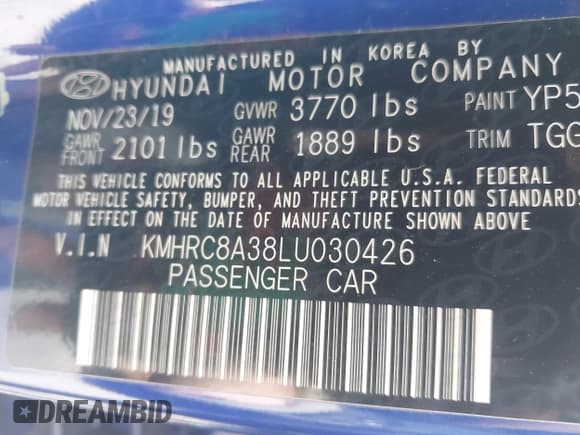 MANUFACTURED IN KOREA BY
HYUNDAI MOTOR COMPANY
NOV/23/19 GVWR 3770 lbs PAINT YP5
GAWR FRONT 2101 lbs GAWR REAR 1889 lbs TRIM TGG
THIS VEHICLE CONFORMS TO ALL APPLICABLE U.S.A. FEDERAL
MOTOR VEHICLE SAFETY, BUMPER, AND THEFT PREVENTION STANDARDS
IN EFFECT ON THE DATE OF MANUFACTURE SHOWN ABOVE
V.I.N KMHRC8A38LU030426
PASSENGER CAR
DREAMBID